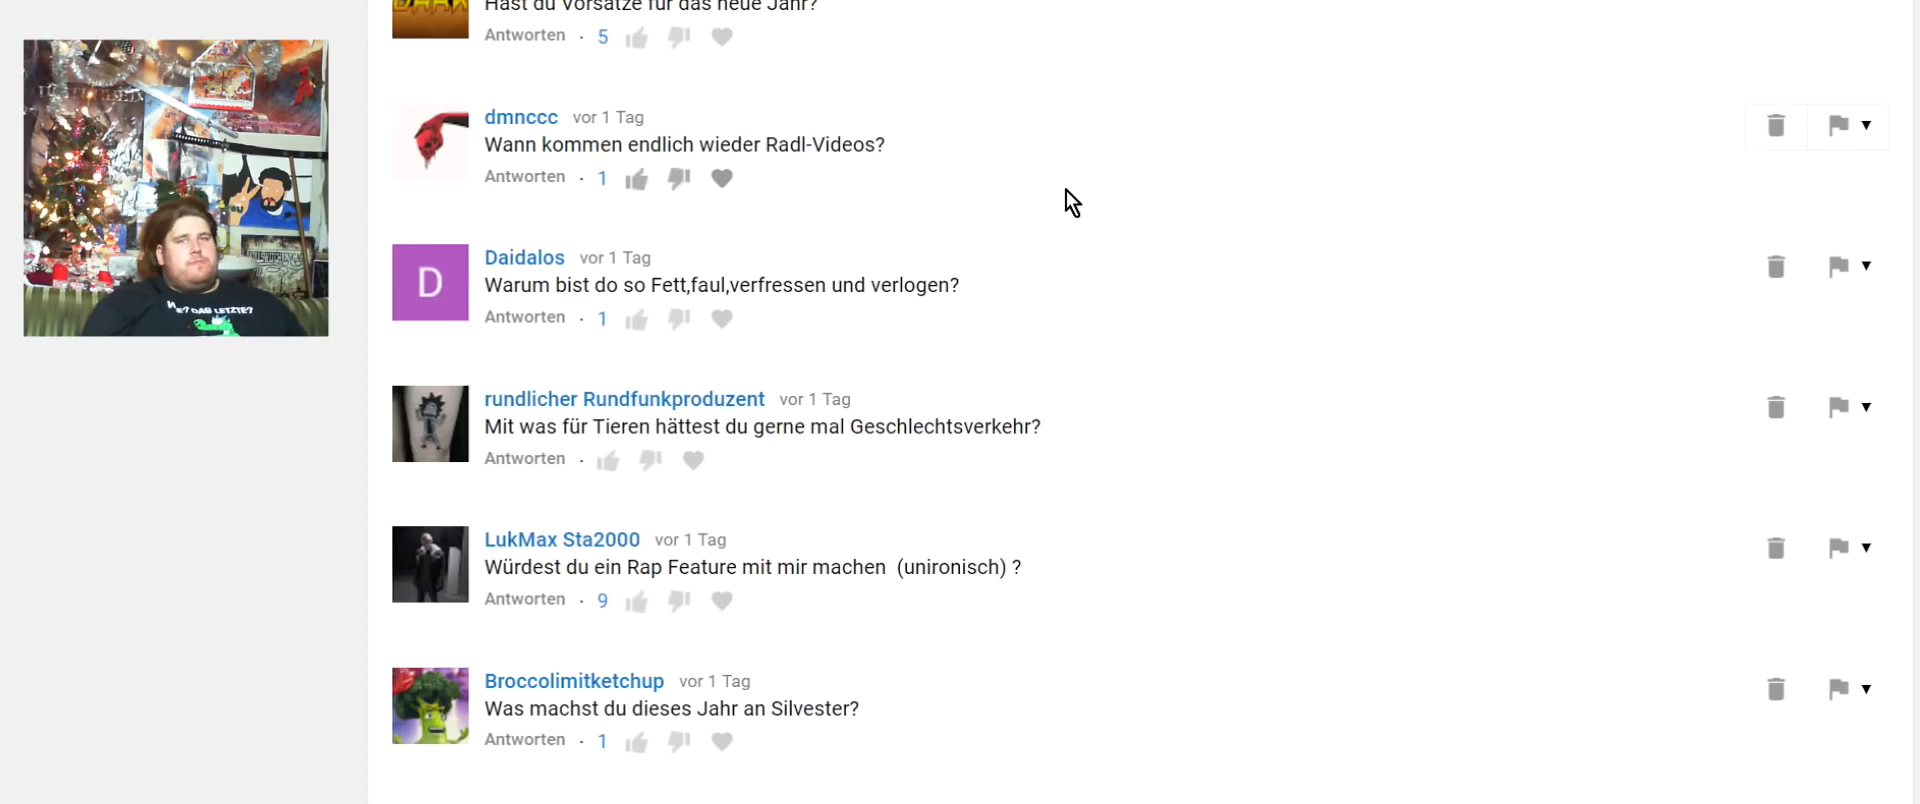 Hast du Vorsätze für das neue Jahr?
Antworten · 5
dmnccc vor 1 Tag
Wann kommen endlich wieder Radl-Videos?
Antworten · 1
Daidalos vor 1 Tag
D
Warum bist do so Fett,faul,verfressen und verlogen?
Antworten · 1
rundlicher Rundfunkproduzent vor 1 Tag
Mit was für Tieren hättest du gerne mal Geschlechtsverkehr?
Antworten ·
LukMax Sta2000 vor 1 Tag
Würdest du ein Rap Feature mit mir machen (unironisch) ?
Antworten · 9
Broccolimitketchup vor 1 Tag
Was machst du dieses Jahr an Silvester?
Antworten · 1
DAS LETZTE?